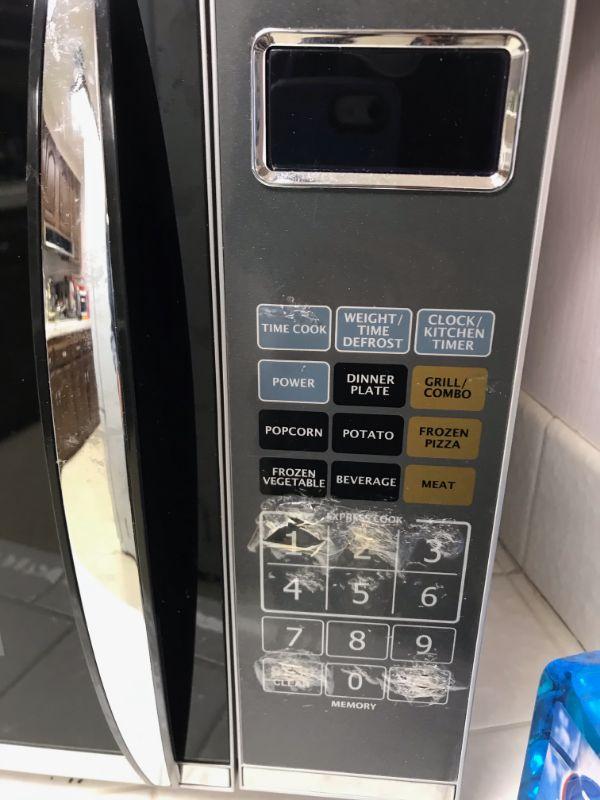 TIME COOK
WEIGHT/
TIME
DEFROST
CLOCK/
KITCHEN
TIMER
POWER
DINNER
PLATE
GRILL/
COMBO
POPCORN
POTATO
FROZEN
PIZZA
FROZEN
VEGETABLE
BEVERAGE
MEAT
EXPRESS COOK
1 2 3
4 5 6
7 8 9
CLEAR
0
MEMORY